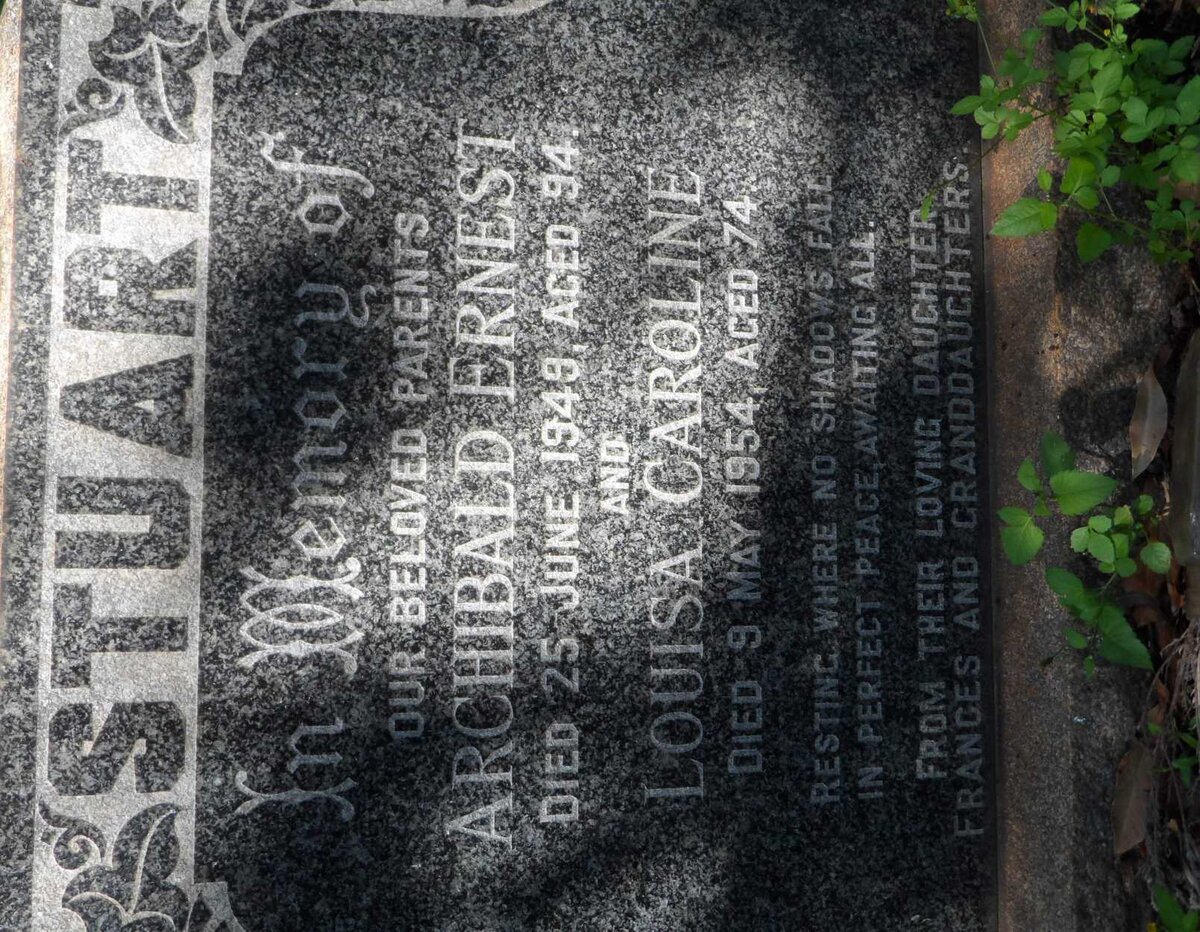 STUART
In Memory of
OUR BELOVED PARENTS
ARCHIBALD ERNEST
DIED 25 JUNE 1949, AGED 94.
AND
LOUISA CAROLINE
DIED 9 MAY 1954, AGED 74.
RESTING, WHERE NO SHADOWS FALL
IN PERFECT PEACE, AWAITING ALL.
FROM THEIR LOVING DAUGHTER
FRANCES AND GRANDDAUGHTERS.